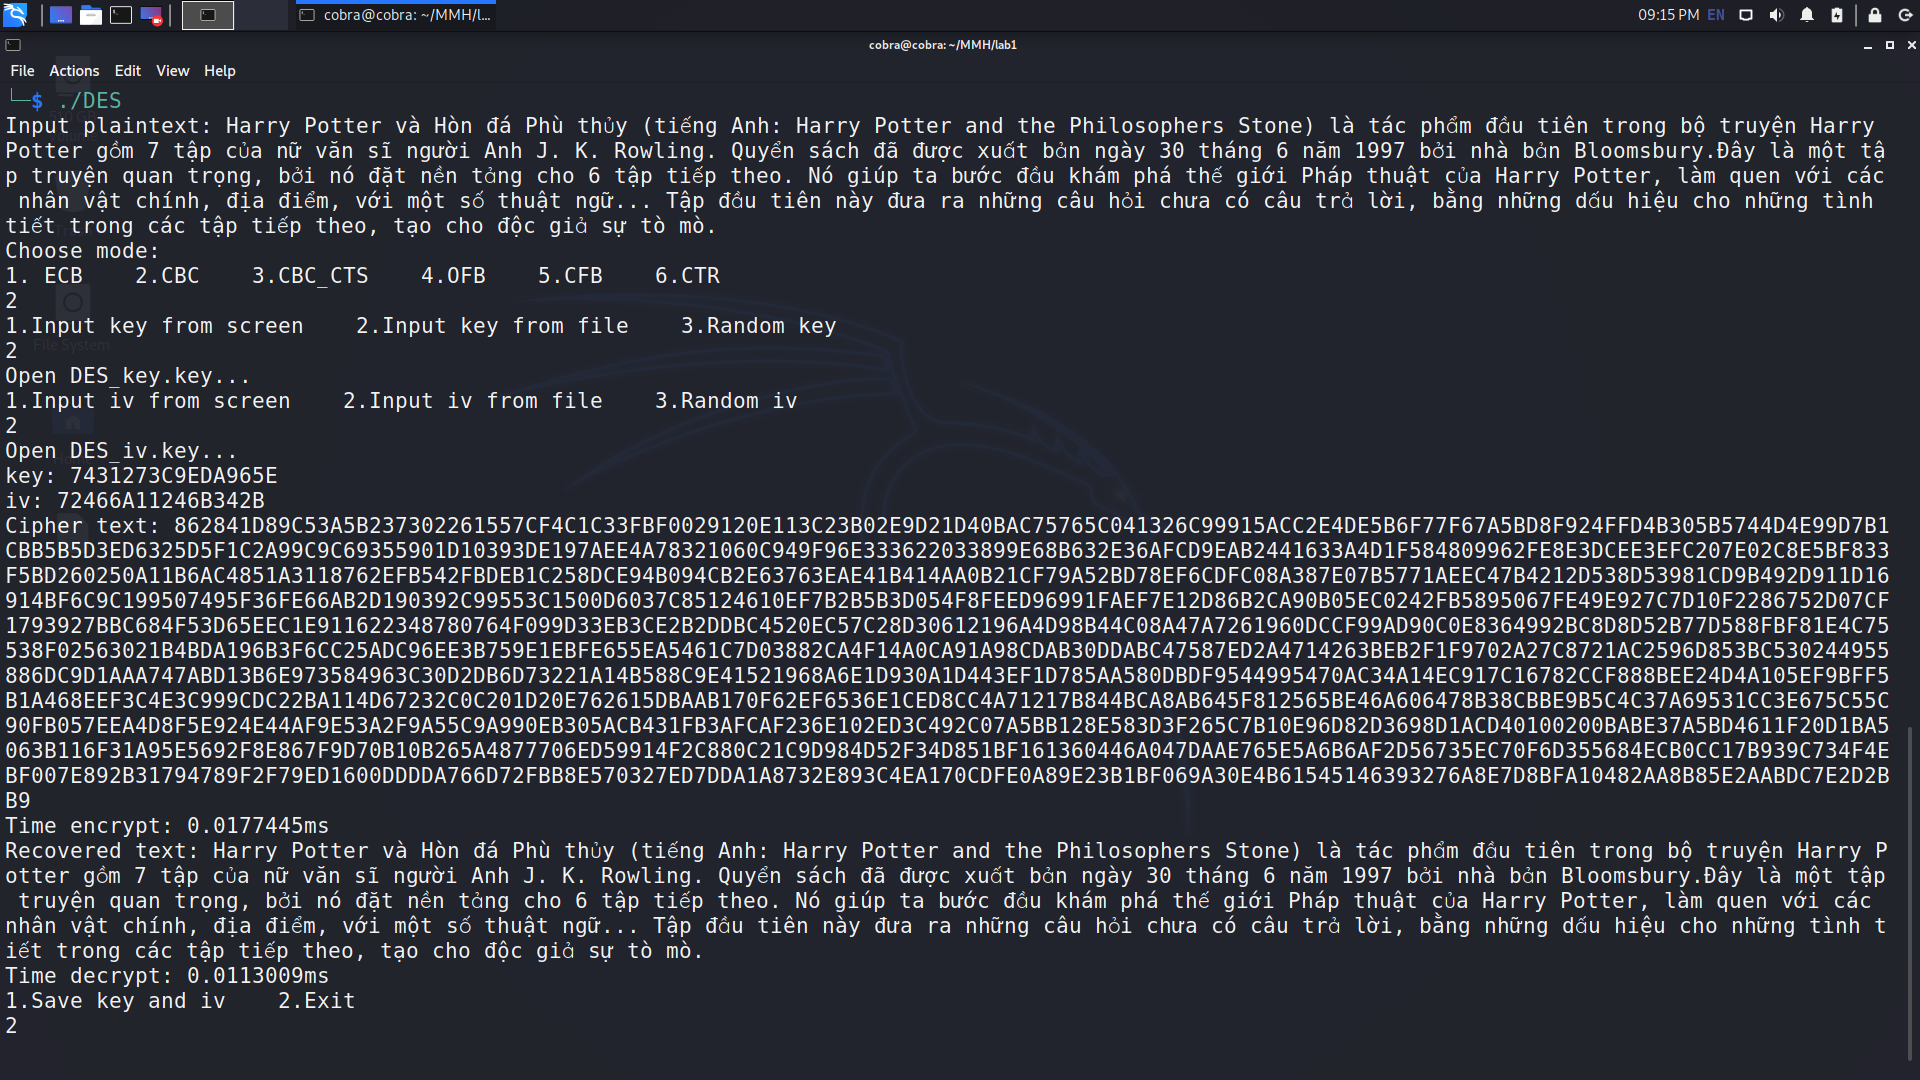 cobra@cobra: ~/MMH/l...
09:15 PM EN
cobra@cobra: ~/MMH/lab1
File Actions Edit View Help
└─$ ./DES
Input plaintext: Harry Potter và Hòn đá Phù thủy (tiếng Anh: Harry Potter and the Philosophers Stone) là tác phẩm đầu tiên trong bộ truyện Harry
Potter gồm 7 tập của nữ văn sĩ người Anh J. K. Rowling. Quyển sách đã được xuất bản ngày 30 tháng 6 năm 1997 bởi nhà bản Bloomsbury.Đây là một tậ
p truyện quan trọng, bởi nó đặt nền tảng cho 6 tập tiếp theo. Nó giúp ta bước đầu khám phá thế giới Pháp thuật của Harry Potter, làm quen với các
nhân vật chính, địa điểm, với một số thuật ngữ... Tập đầu tiên này đưa ra những câu hỏi chưa có câu trả lời, bằng những dấu hiệu cho những tình
tiết trong các tập tiếp theo, tạo cho độc giả sự tò mò.
Choose mode:
1. ECB 2.CBC 3.CBC_CTS 4.OFB 5.CFB 6.CTR
2
1.Input key from screen 2.Input key from file 3.Random key
File System
2
Open DES_key.key...
1.Input iv from screen 2.Input iv from file 3.Random iv
2
Open DES_iv.key...
key: 7431273C9EDA965E
iv: 72466A11246B342B
Cipher text: 862841D89C53A5B237302261557CF4C1C33FBF0029120E113C23B02E9D21D40BAC75765C041326C99915ACC2E4DE5B6F77F67A5BD8F924FFD4B305B5744D4E99D7B1
CBB5B5D3ED6325D5F1C2A99C9C69355901D10393DE197AEE4A78321060C949F96E333622033899E68B632E36AFCD9EAB2441633A4D1F584809962FE8E3DCEE3EFC207E02C8E5BF833
F5BD260250A11B6AC4851A3118762EFB542FBDEB1C258DCE94B094CB2E63763EAE41B414AA0B21CF79A52BD78EF6CDFC08A387E07B5771AEEC47B4212D538D53981CD9B492D911D16
914BF6C9C199507495F36FE66AB2D190392C99553C1500D6037C85124610EF7B2B5B3D054F8FEED96991FAEF7E12D86B2CA90B05EC0242FB5895067FE49E927C7D10F2286752D07CF
1793927BBC684F53D65EEC1E911622348780764F099D33EB3CE2B2DDBC4520EC57C28D30612196A4D98B44C08A47A7261960DCCF99AD90C0E8364992BC8D8D52B77D588FBF81E4C75
538F02563021B4BDA196B3F6CC25ADC96EE3B759E1EBFE655EA5461C7D03882CA4F14A0CA91A98CDAB30DDABC47587ED2A4714263BEB2F1F9702A27C8721AC2596D853BC530244955
886DC9D1AAA747ABD13B6E973584963C30D2DB6D73221A14B588C9E41521968A6E1D930A1D443EF1D785AA580DBDF9544995470AC34A14EC917C16782CCF888BEE24D4A105EF9BFF5
B1A468EEF3C4E3C999CDC22BA114D67232C0C201D20E762615DBAAB170F62EF6536E1CED8CC4A71217B844BCA8AB645F812565BE46A606478B38CBBE9B5C4C37A69531CC3E675C55C
90FB057EEA4D8F5E924E44AF9E53A2F9A55C9A990EB305ACB431FB3AFCAF236E102ED3C492C07A5BB128E583D3F265C7B10E96D82D3698D1ACD40100200BABE37A5BD4611F20D1BA5
063B116F31A95E5692F8E867F9D70B10B265A4877706ED59914F2C880C21C9D984D52F34D851BF161360446A047DAAE765E5A6B6AF2D56735EC70F6D355684ECB0CC17B939C734F4E
BF007E892B31794789F2F79ED1600DDDDA766D72FBB8E570327ED7DDA1A8732E893C4EA170CDFE0A89E23B1BF069A30E4B61545146393276A8E7D8BFA10482AA8B85E2AABDC7E2D2B
B9
Time encrypt: 0.0177445ms
Recovered text: Harry Potter và Hòn đá Phù thủy (tiếng Anh: Harry Potter and the Philosophers Stone) là tác phẩm đầu tiên trong bộ truyện Harry P
otter gồm 7 tập của nữ văn sĩ người Anh J. K. Rowling. Quyển sách đã được xuất bản ngày 30 tháng 6 năm 1997 bởi nhà bản Bloomsbury.Đây là một tập
truyện quan trọng, bởi nó đặt nền tảng cho 6 tập tiếp theo. Nó giúp ta bước đầu khám phá thế giới Pháp thuật của Harry Potter, làm quen với các
nhân vật chính, địa điểm, với một số thuật ngữ... Tập đầu tiên này đưa ra những câu hỏi chưa có câu trả lời, bằng những dấu hiệu cho những tình t
iết trong các tập tiếp theo, tạo cho độc giả sự tò mò.
Time decrypt: 0.0113009ms
1.Save key and iv 2.Exit
2